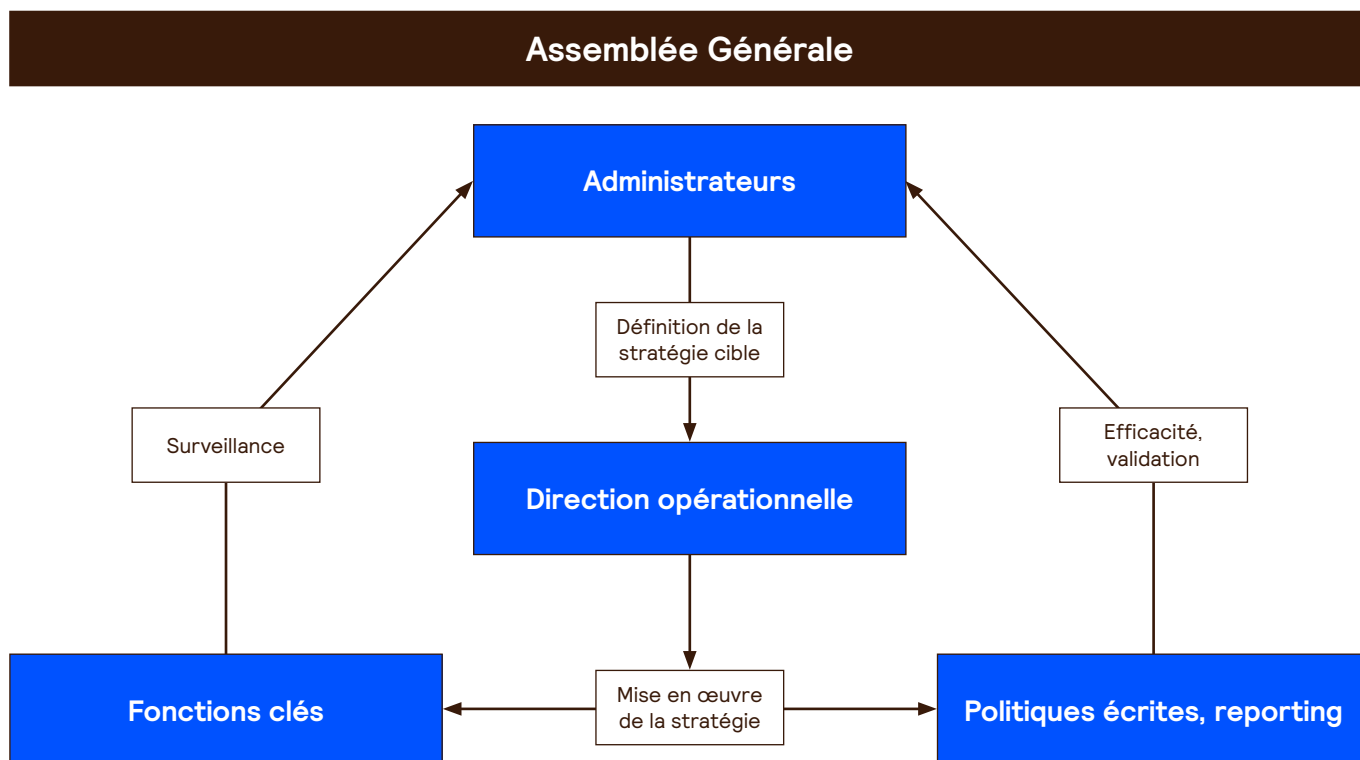 Assemblée Générale
Administrateurs
Définition de la
stratégie cible
Surveillance
Efficacité,
validation
Direction opérationnelle
Fonctions clés
Mise en œuvre
de la stratégie
Politiques écrites, reporting